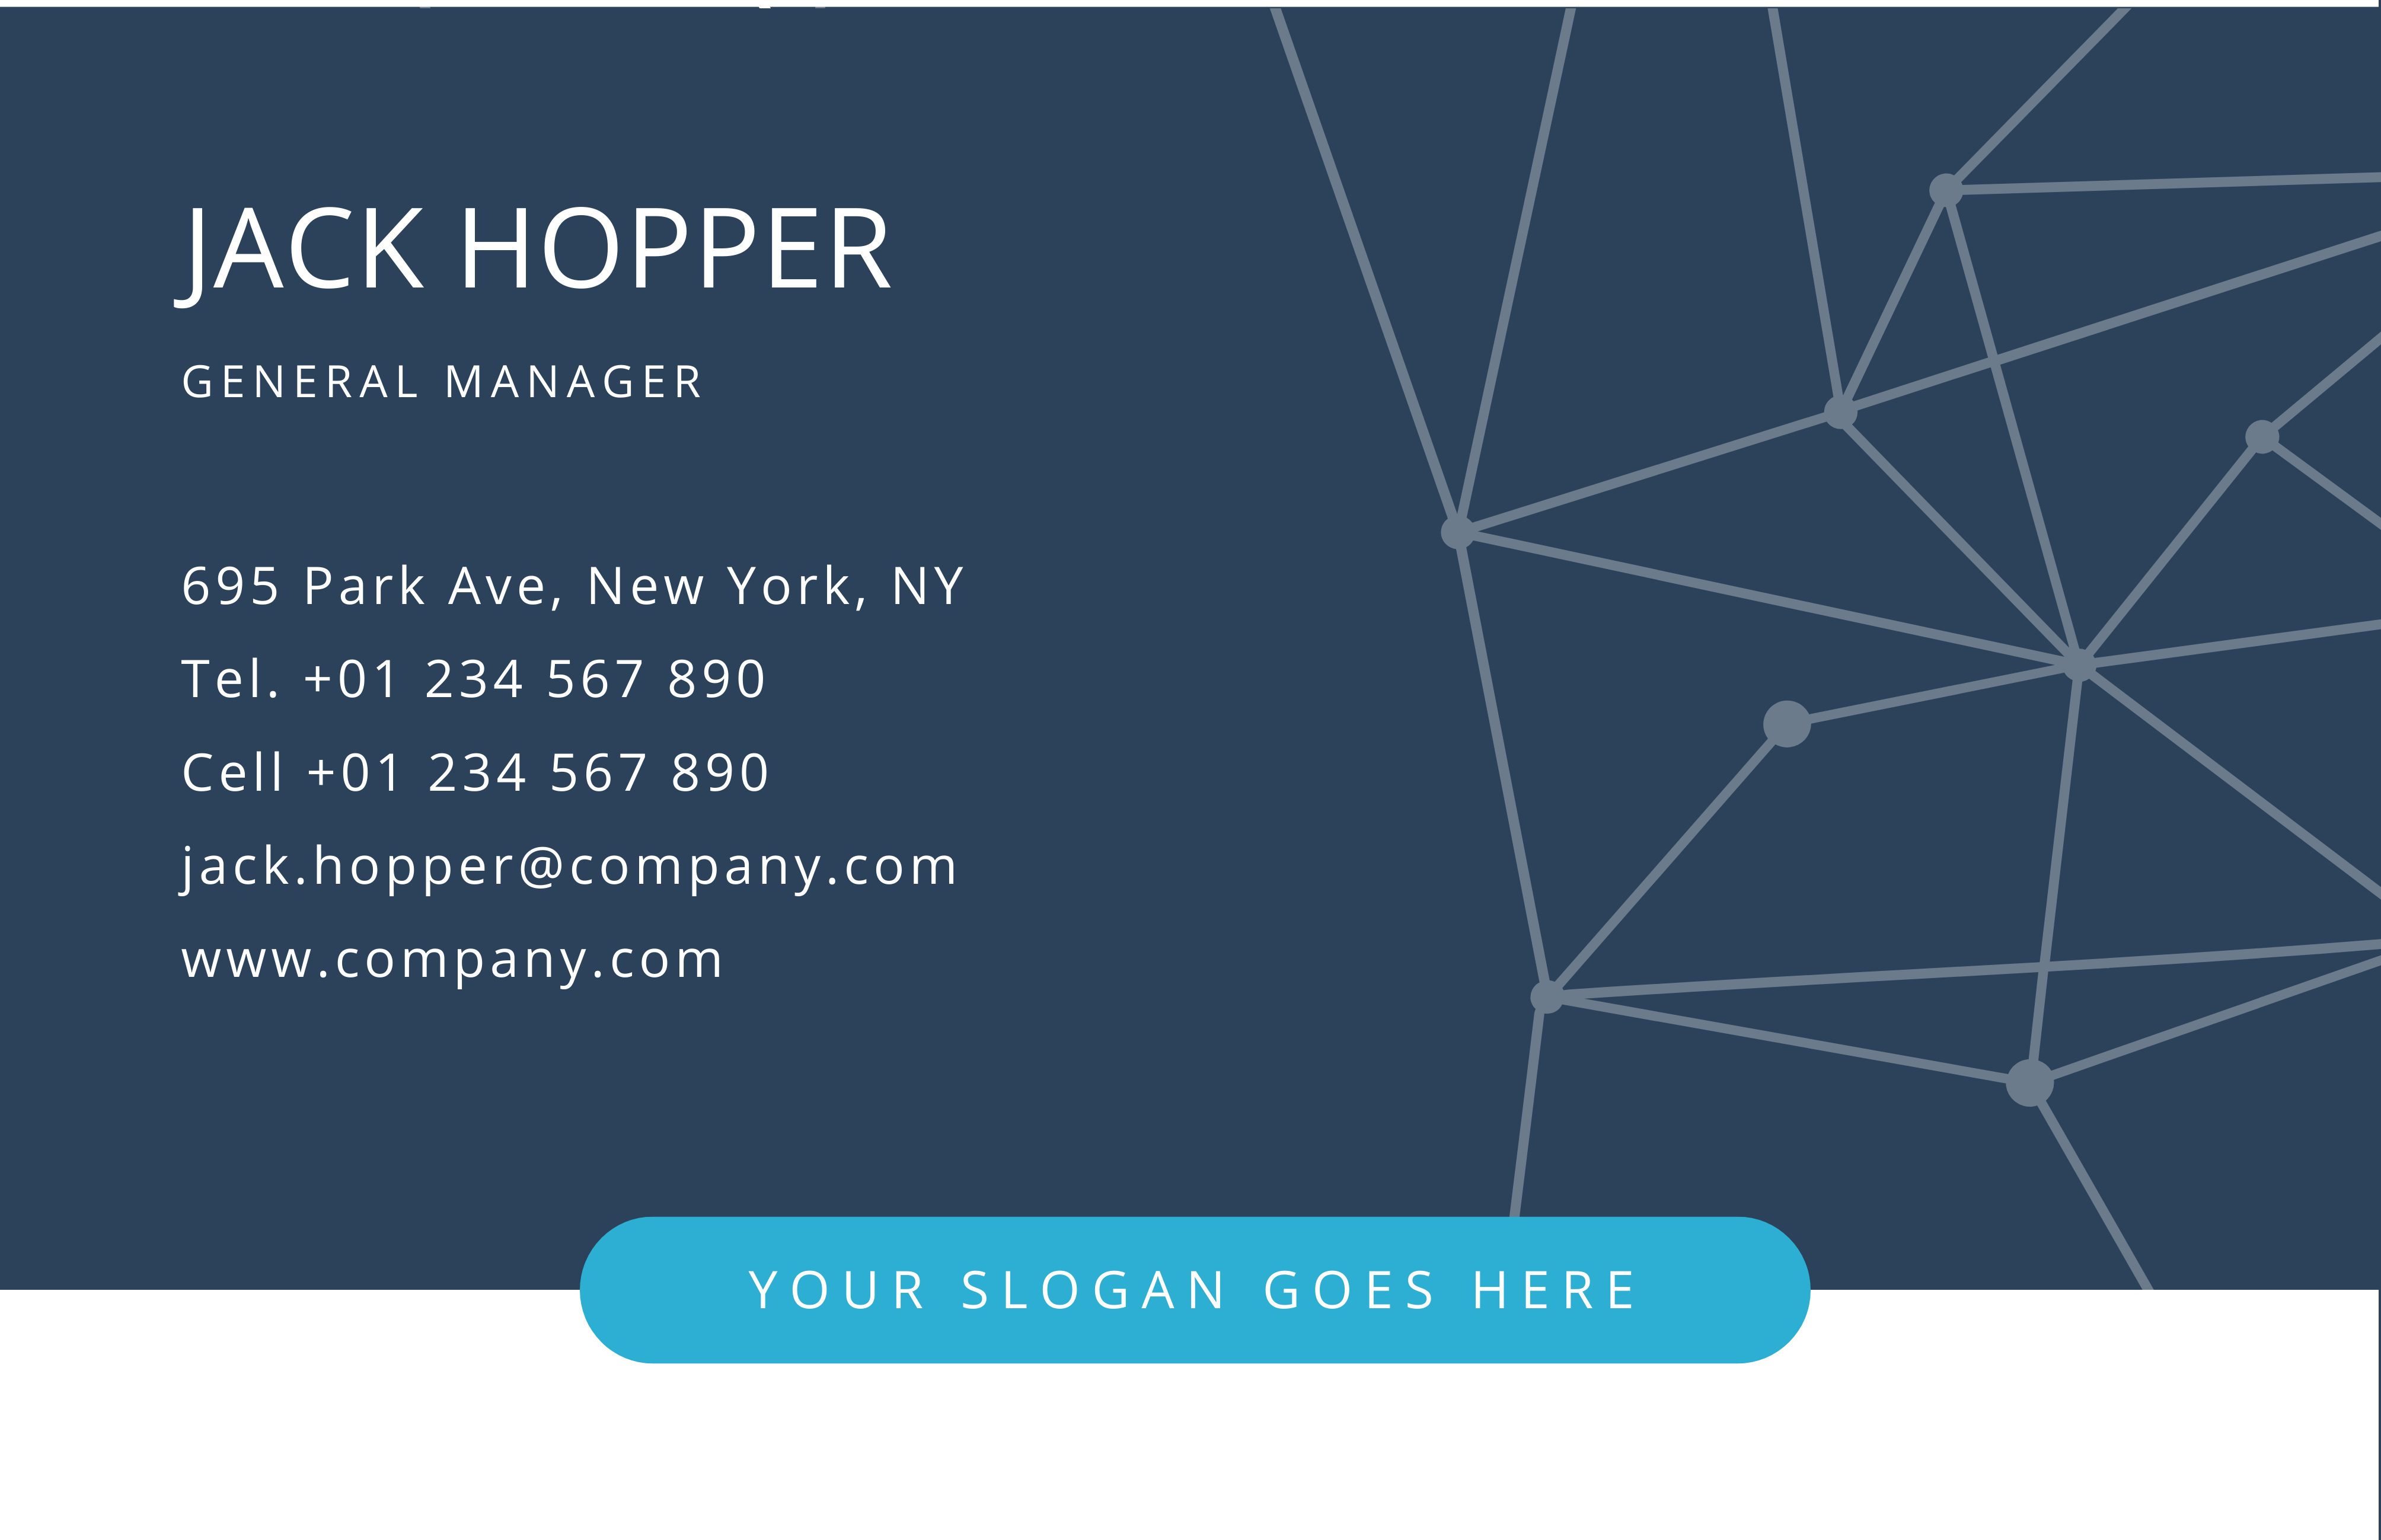 JACK HOPPER
GENERAL MANAGER
695 Park Ave, New York, NY
Tel. +01 234 567 890
Cell +01 234 567 890
jack.hopper@company.com
www.company.com
YOUR SLOGAN GOES HERE